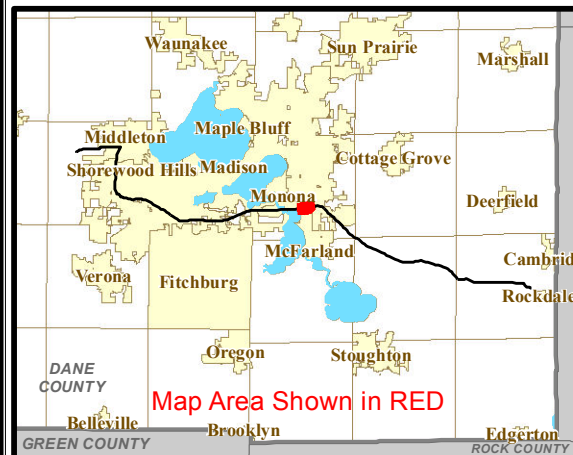 Waunakee
Sun Prairie
Marshall
Middleton
Maple Bluff
Shorewood Hills
Madison
Cottage Grove
Monona
Deerfield
McFarland
Cambrid
Verona
Fitchburg
Rockdale
Oregon
Stoughton
DANE
COUNTY
Map Area Shown in RED
Belleville
Brooklyn
Edgerton
GREEN COUNTY
ROCK COUNTY